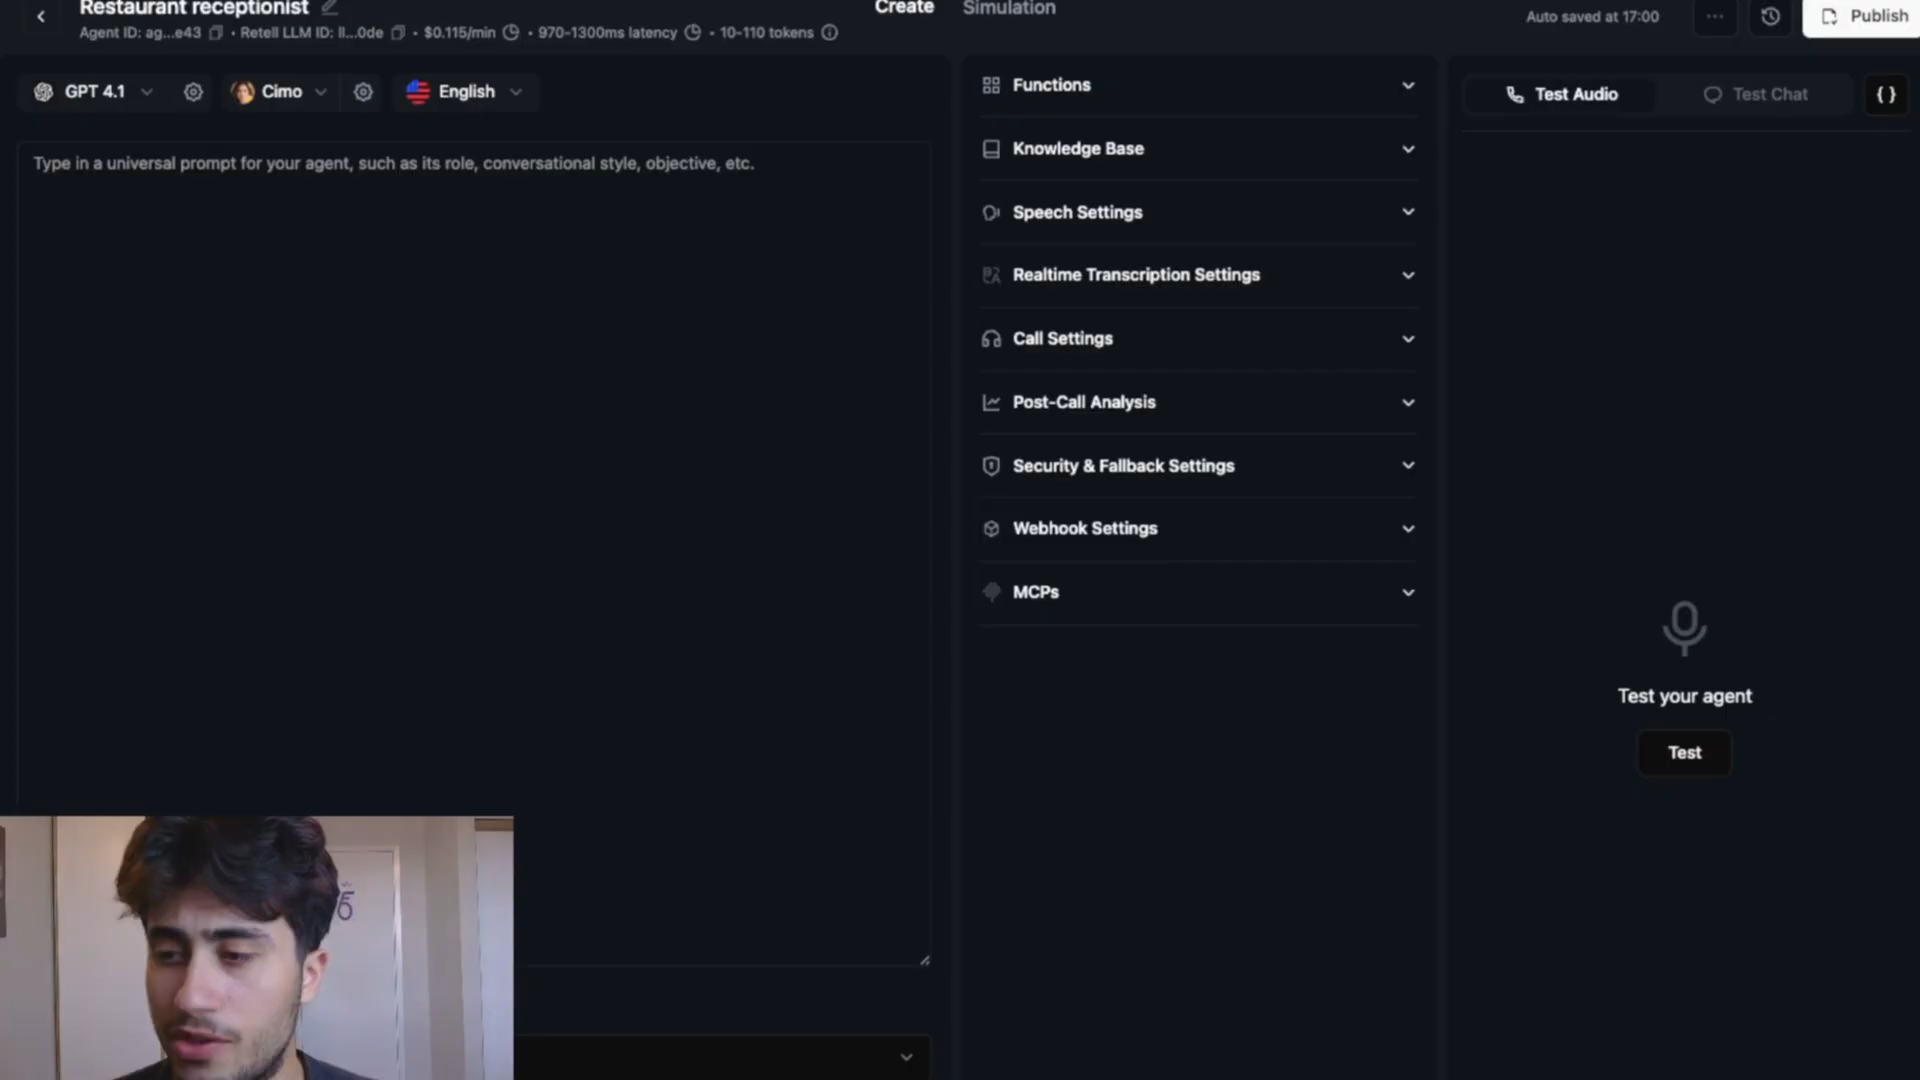 Restaurant receptionist
Create
Simulation
Agent ID: ag...e43 • Retell LLM ID: ll...0de • $0.115/min • 970-1300ms latency • 10-110 tokens
Auto saved at 17:00
Publish
GPT 4.1
Cimo
English
Type in a universal prompt for your agent, such as its role, conversational style, objective, etc.
Functions
Knowledge Base
Speech Settings
Realtime Transcription Settings
Call Settings
Post-Call Analysis
Security & Fallback Settings
Webhook Settings
MCPs
Test Audio
Test Chat
{ }
Test your agent
Test